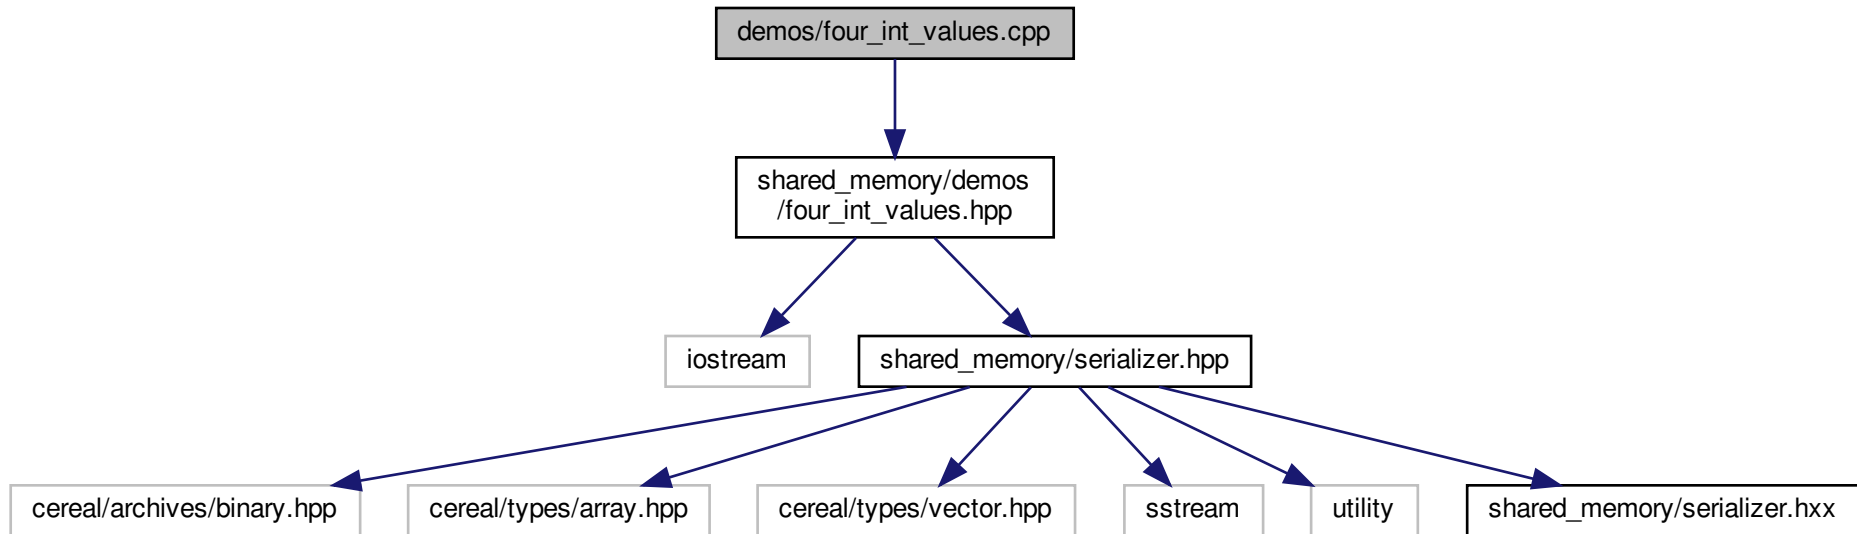 demos/four_int_values.cpp
shared_memory/demos
/four_int_values.hpp
iostream
shared_memory/serializer.hpp
cereal/archives/binary.hpp
cereal/types/array.hpp
cereal/types/vector.hpp
sstream
utility
shared_memory/serializer.hxx